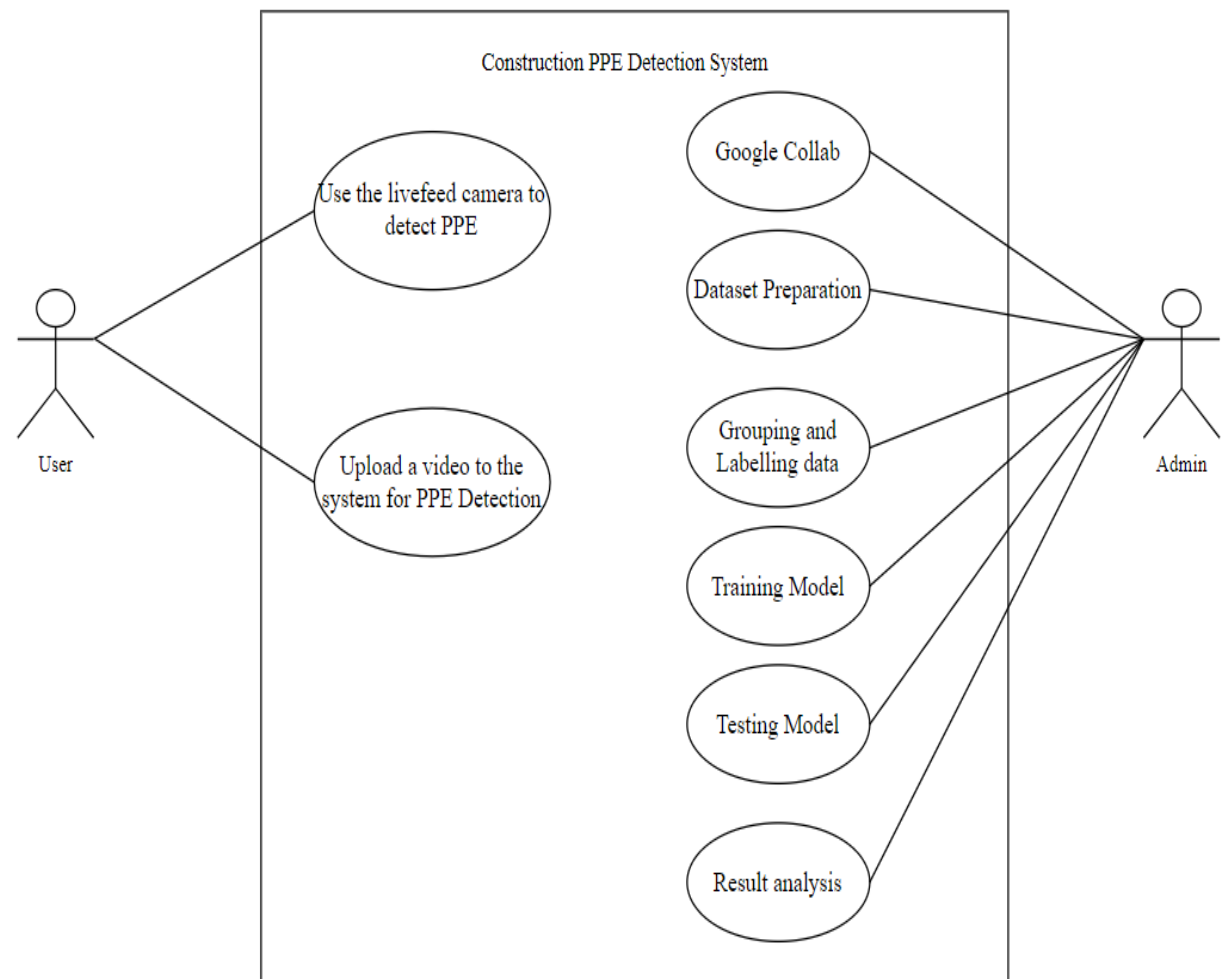 Construction PPE Detection System
Use the livefeed camera to
detect PPE
Upload a video to the
system for PPE Detection
User
Google Collab
Dataset Preparation
Grouping and
Labelling data
Training Model
Testing Model
Result analysis
Admin